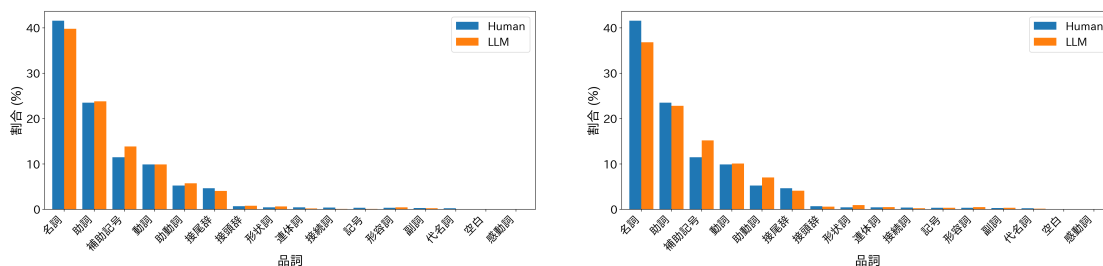 40
30
20
10
0
割合 (%)
Human
LLM
名詞
助詞
補助記号
動詞
助動詞
接尾辞
接頭辞
形状詞
連体詞
接続詞
記号
形容詞
副詞
代名詞
空白
感動詞
品詞
40
30
20
10
0
割合 (%)
Human
LLM
名詞
助詞
補助記号
動詞
助動詞
接尾辞
接頭辞
形状詞
連体詞
接続詞
記号
形容詞
副詞
代名詞
空白
感動詞
品詞